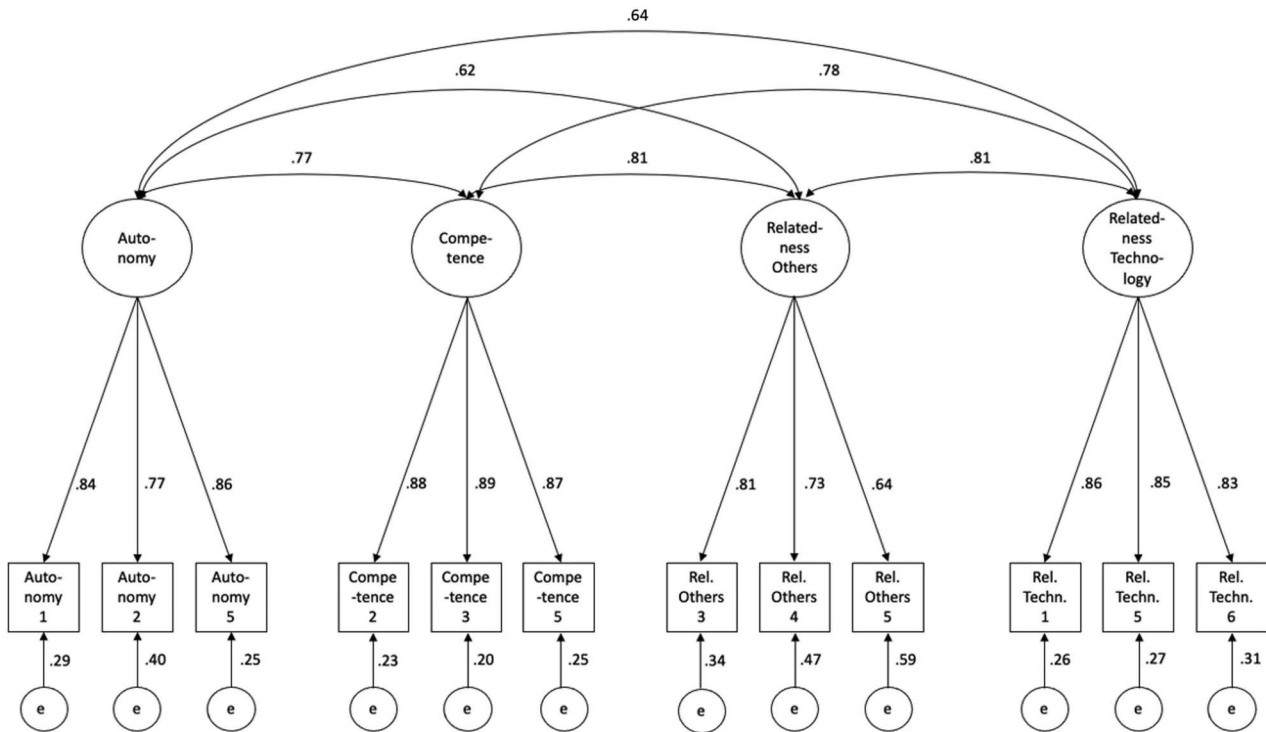 .64
.62
.78
.77
.81
.81
Auto-
nomy
Compe-
tence
Related-
ness
Others
Related-
ness
Techno-
logy
.84
.77
.86
.88
.89
.87
.81
.73
.64
.86
.85
.83
Auto-
nomy
1
Auto-
nomy
2
Auto-
nomy
5
Compe
-tence
2
Compe
-tence
3
Compe
-tence
5
Rel.
Others
3
Rel.
Others
4
Rel.
Others
5
Rel.
Techn.
1
Rel.
Techn.
5
Rel.
Techn.
6
.29
.40
.25
.23
.20
.25
.34
.47
.59
.26
.27
.31
e
e
e
e
e
e
e
e
e
e
e
e